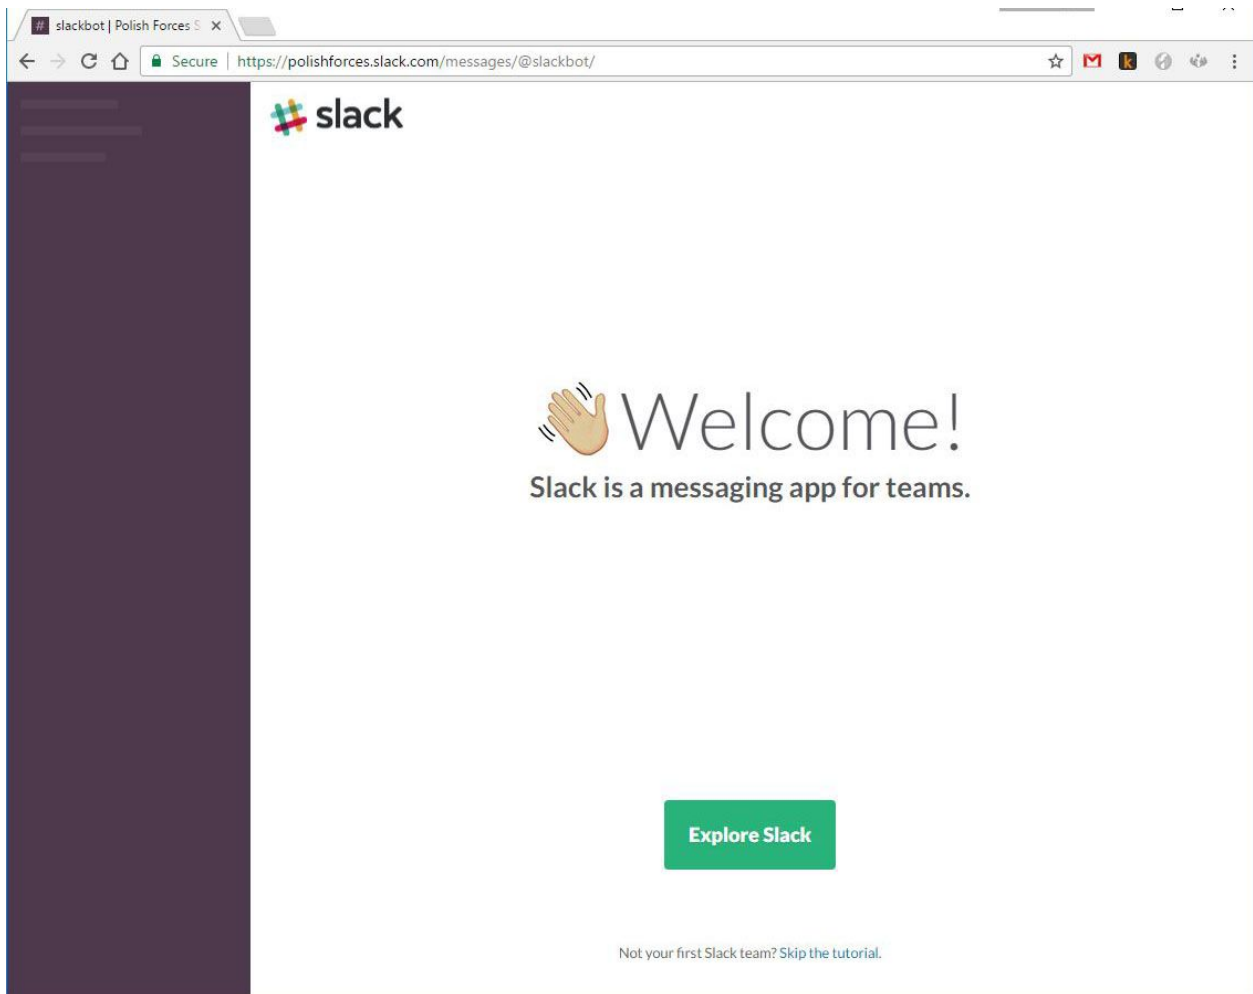 slackbot | Polish Forces S
Secure https://polishforces.slack.com/messages/@slackbot/
slack
Welcome!
Slack is a messaging app for teams.
Explore Slack
Not your first Slack team? Skip the tutorial.